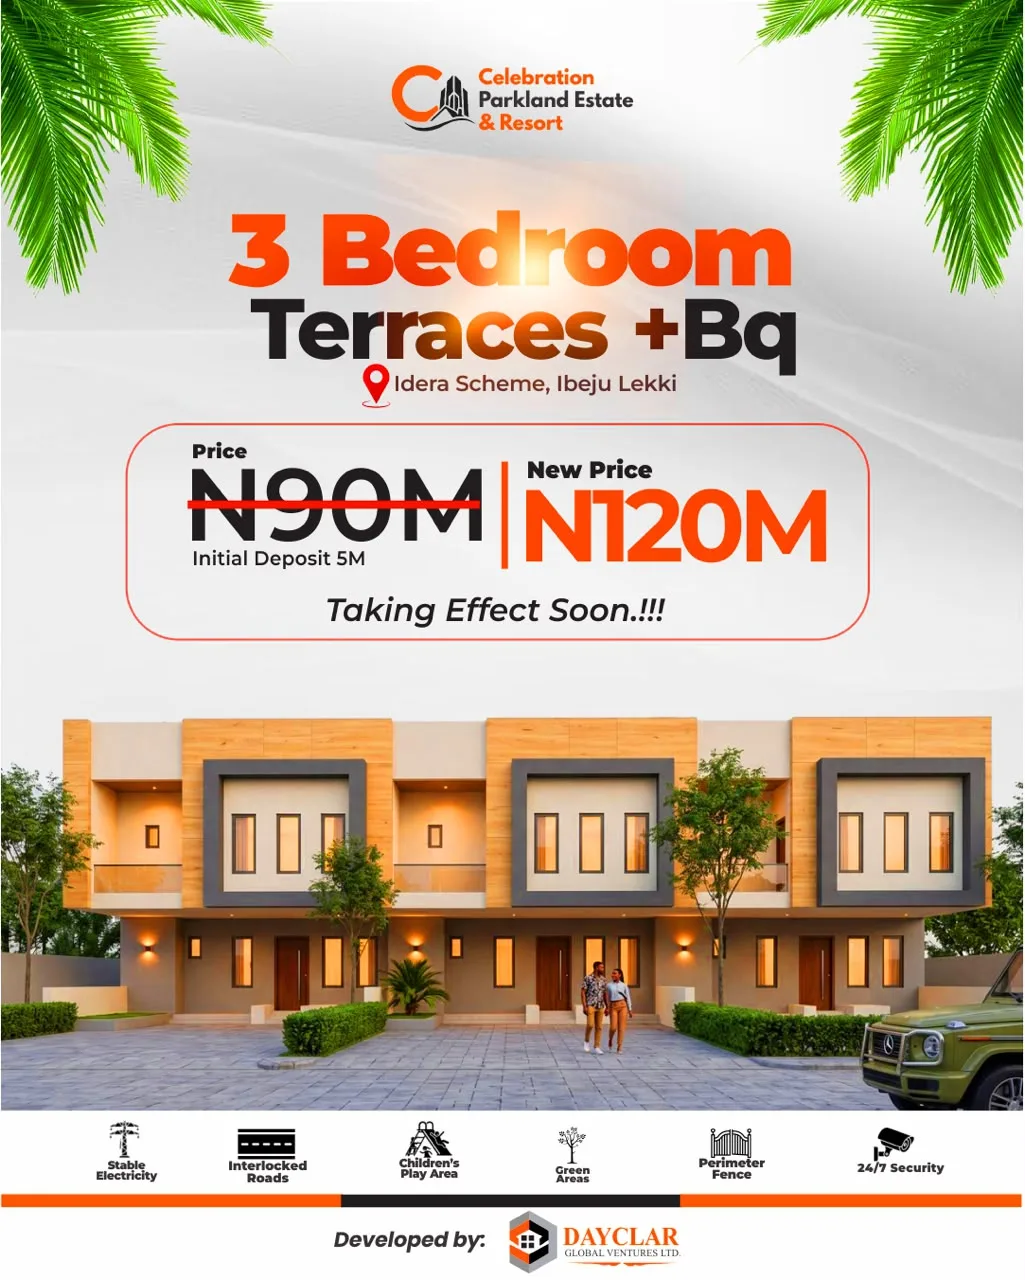 Celebration
Parkland Estate
& Resort
3 Bedroom
Terraces +Bq
Idera Scheme, Ibeju Lekki
Price
N90M
Initial Deposit 5M
New Price
N120M
Taking Effect Soon.!!!
Stable
Electricity
Interlocked
Roads
Children's
Play Area
Green
Areas
Perimeter
Fence
24/7 Security
Developed by:
DAYCLAR
GLOBAL VENTURES LTD.